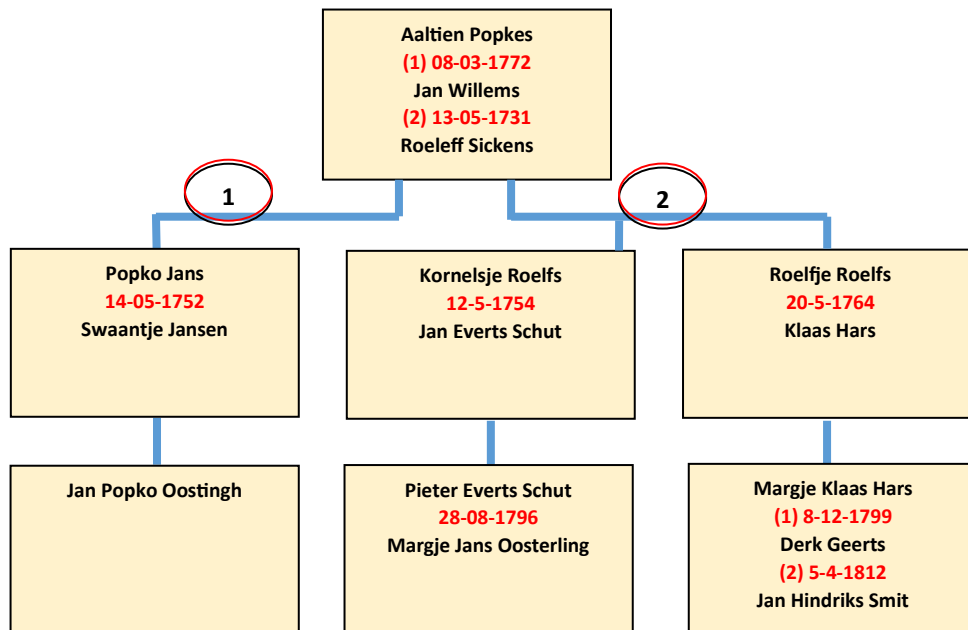 Aaltien Popkes
(1) 08-03-1772
Jan Willems
(2) 13-05-1731
Roeleff Sickens
1
2
Popko Jans
14-05-1752
Swaantje Jansen
Kornelsje Roelfs
12-5-1754
Jan Everts Schut
Roelfje Roelfs
20-5-1764
Klaas Hars
Jan Popko Oostingh
Pieter Everts Schut
28-08-1796
Margje Jans Oosterling
Margje Klaas Hars
(1) 8-12-1799
Derk Geerts
(2) 5-4-1812
Jan Hindriks Smit